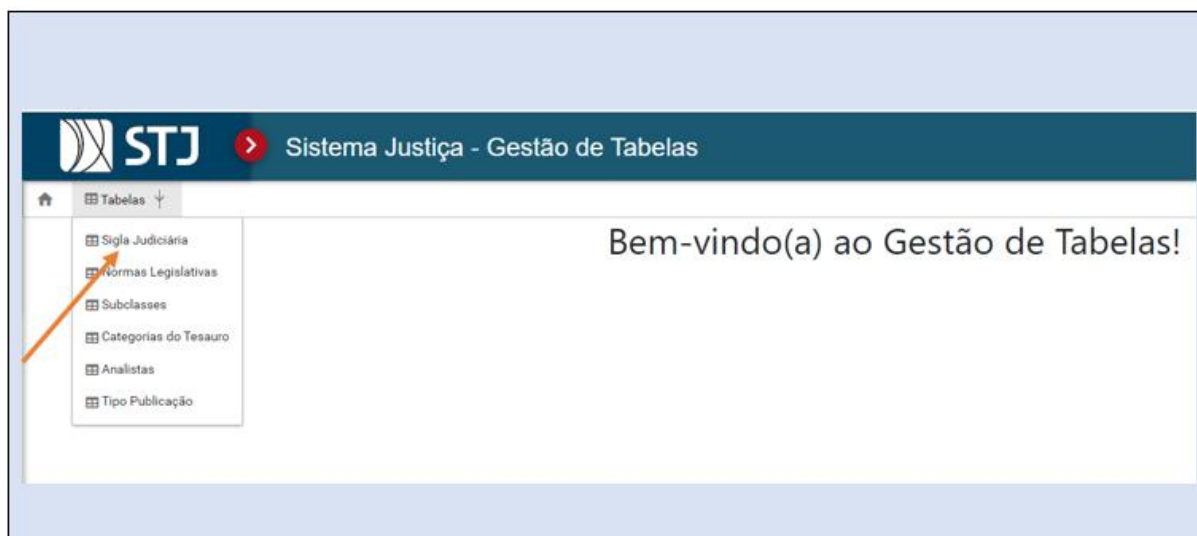 STJ
Sistema Justiça - Gestão de Tabelas
Tabelas
Bem-vindo(a) ao Gestão de Tabelas!
Sigla Judiciária
Normas Legislativas
Subclasses
Categorias do Tesauro
Analistas
Tipo Publicação